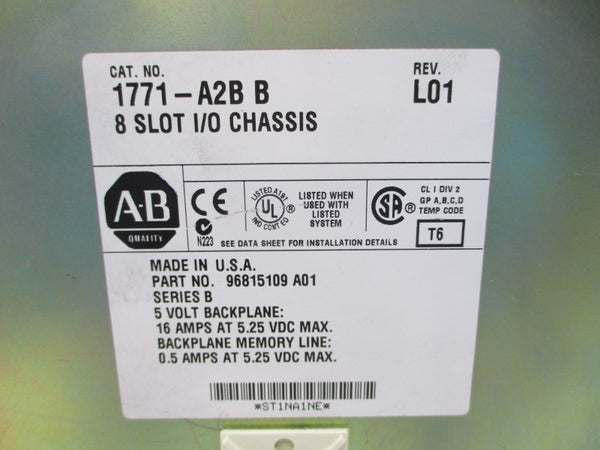 CAT. NO.
1771-A2B B
8 SLOT I/O CHASSIS
REV.
L01
A-B
QUALITY
CE
N223
LISTED A196
UL
IND CONT EQ
®
LISTED WHEN
USED WITH
LISTED
SYSTEM
SA ®
CL I DIV 2
GP A,B,C,D
TEMP CODE
T6
SEE DATA SHEET FOR INSTALLATION DETAILS
MADE IN U.S.A.
PART NO. 96815109 A01
SERIES B
5 VOLT BACKPLANE:
16 AMPS AT 5.25 VDC MAX.
BACKPLANE MEMORY LINE:
0.5 AMPS AT 5.25 VDC MAX.
*ST1NA1NE*